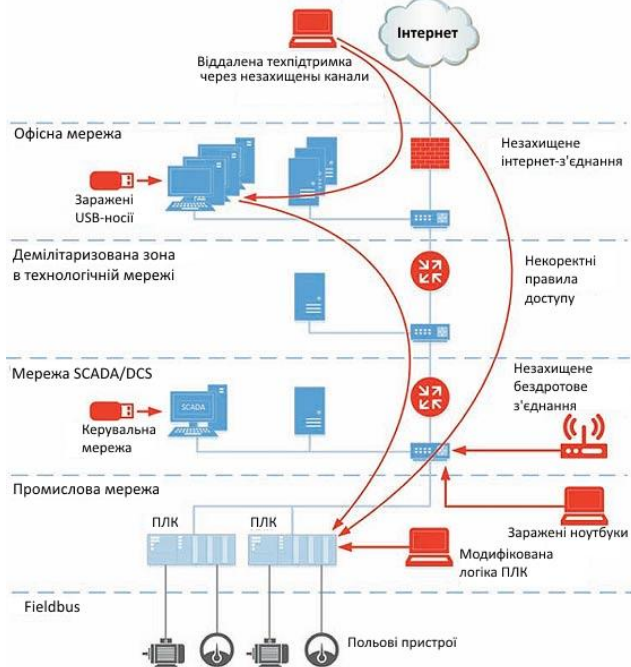 Інтернет
Віддалена техпідтримка
через незахищены канали
Офісна мережа
Незахищене
інтернет-з'єднання
Заражені
USB-носії
Демілітаризована зона
в технологічній мережі
Некоректні
правила
доступу
Мережа SCADA/DCS
Незахищене
бездротове
з'єднання
SCADA
Керувальна
мережа
Промислова мережа
ПЛК
ПЛК
Заражені ноутбуки
Модифікована
логіка ПЛК
Fieldbus
Польові пристрої